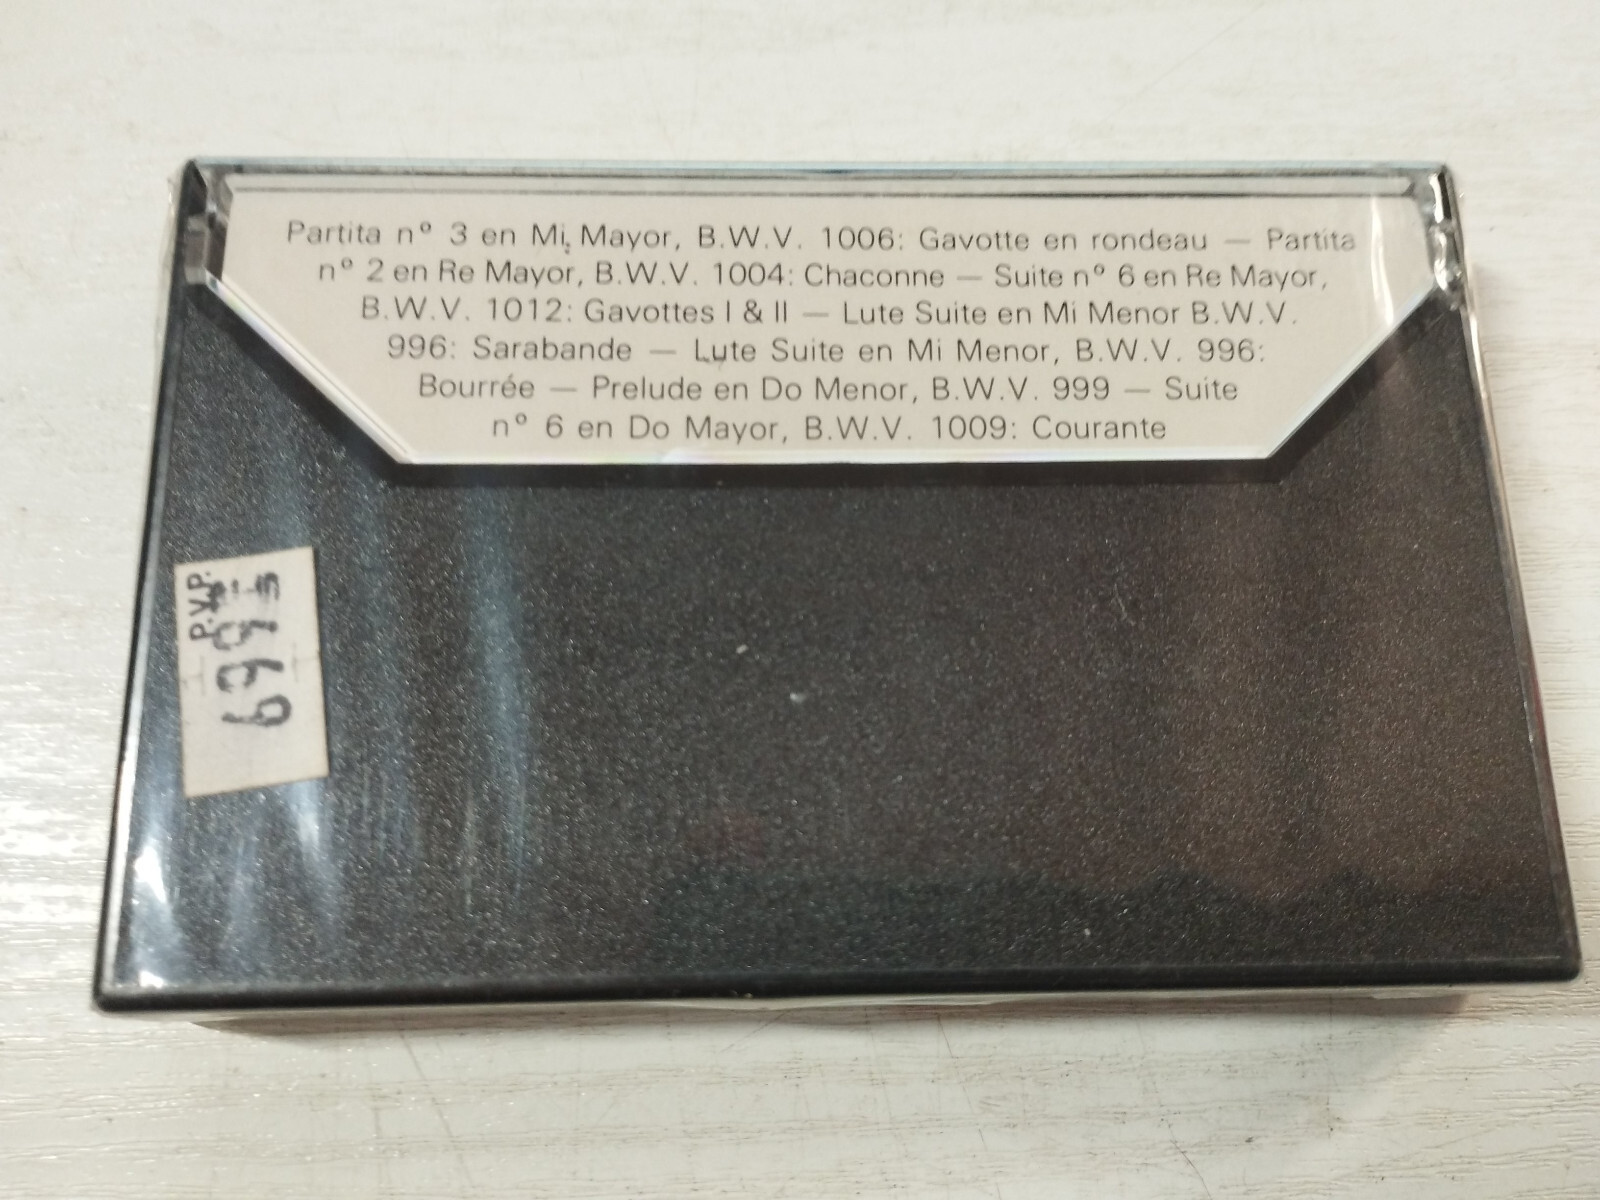 Partita nº 3 en Mi Mayor, B.W.V. 1006: Gavotte en rondeau — Partita
nº 2 en Re Mayor, B.W.V. 1004: Chaconne — Suite nº 6 en Re Mayor,
B.W.V. 1012: Gavottes I & II — Lute Suite en Mi Menor B.W.V.
996: Sarabande — Lute Suite en Mi Menor, B.W.V. 996:
Bourrée — Prelude en Do Menor, B.W.V. 999 — Suite
nº 6 en Do Mayor, B.W.V. 1009: Courante
P.V.P.